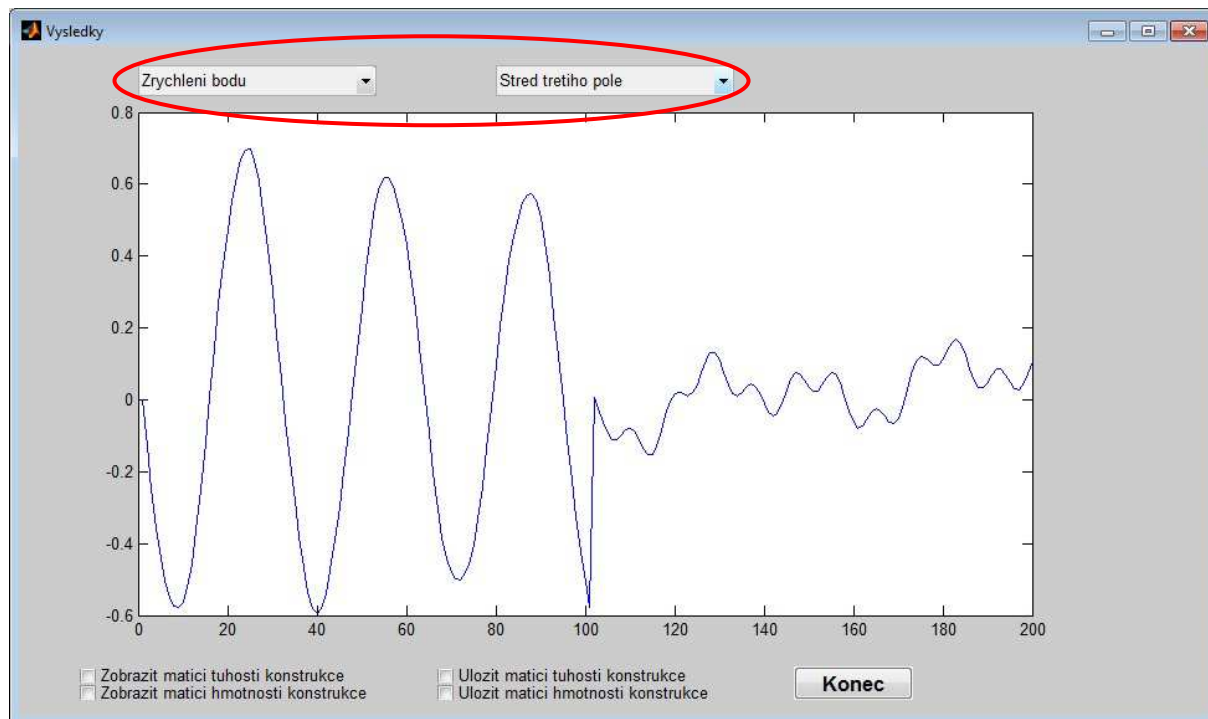 Vysledky
Zrychleni bodu
Stred tretiho pole
0.8
0.6
0.4
0.2
0
-0.2
-0.4
-0.6
0 20 40 60 80 100 120 140 160 180 200
Zobrazit matici tuhosti konstrukce
Zobrazit matici hmotnosti konstrukce
Ulozit matici tuhosti konstrukce
Ulozit matici hmotnosti konstrukce
Konec